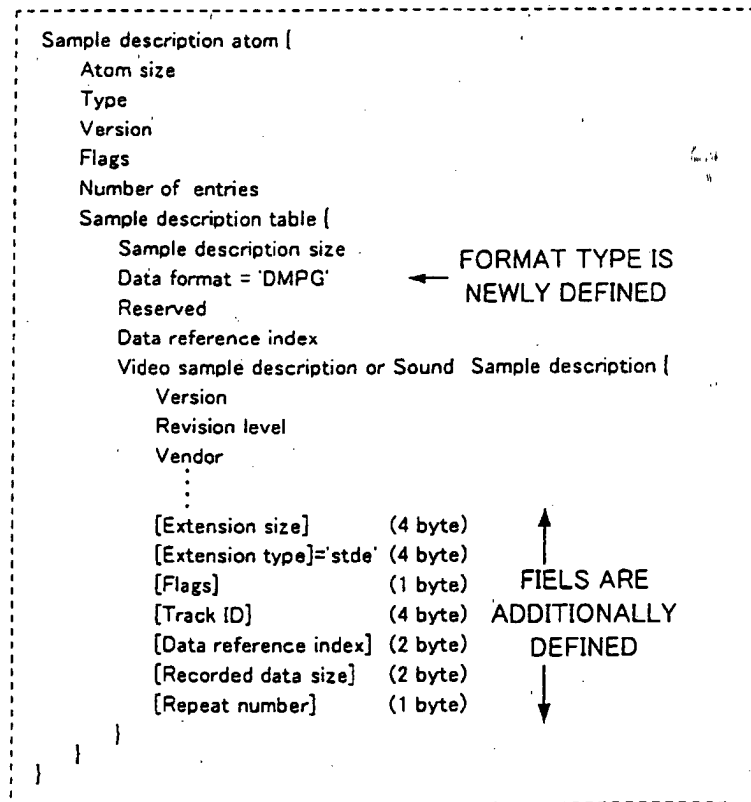 Sample description atom {
Atom size
Type
Version
Flags
Number of entries
Sample description table {
Sample description size
Data format = 'DMPG'
Reserved
Data reference index
Video sample description or Sound Sample description {
Version
Revision level
Vendor
[Extension size] (4 byte)
[Extension type]='stde' (4 byte)
[Flags] (1 byte)
[Track ID] (4 byte)
[Data reference index] (2 byte)
[Recorded data size] (2 byte)
[Repeat number] (1 byte)
}
}
}
FORMAT TYPE IS
NEWLY DEFINED
FIELS ARE
ADDITIONALLY
DEFINED